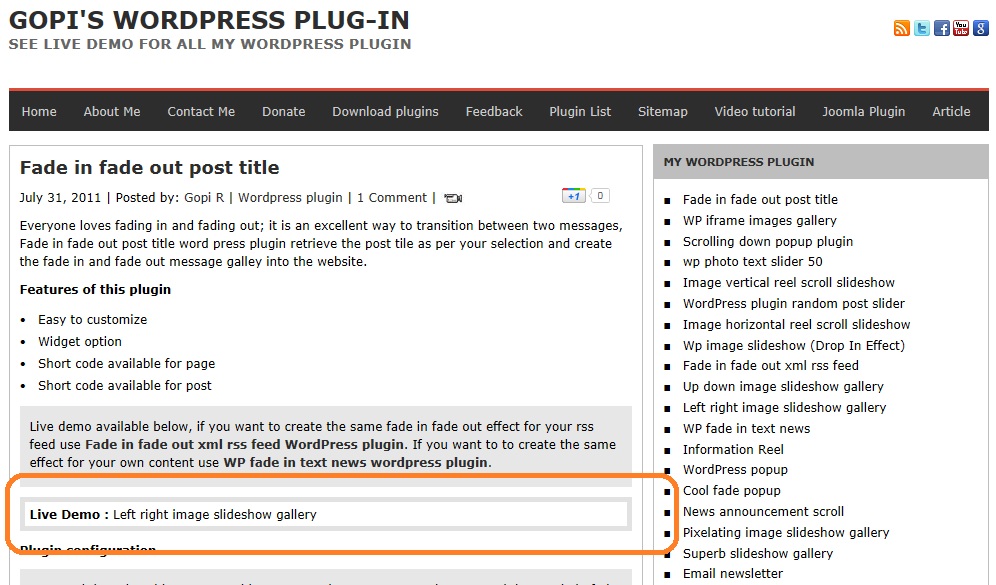 GOPI'S WORDPRESS PLUG-IN
SEE LIVE DEMO FOR ALL MY WORDPRESS PLUGIN
Home About Me Contact Me Donate Download plugins Feedback Plugin List Sitemap Video tutorial Joomla Plugin Article
Fade in fade out post title
July 31, 2011 | Posted by: Gopi R | Wordpress plugin | 1 Comment |
+1 0
Everyone loves fading in and fading out; it is an excellent way to transition between two messages,
Fade in fade out post title word press plugin retrieve the post tile as per your selection and create
the fade in and fade out message galley into the website.
Features of this plugin
• Easy to customize
• Widget option
• Short code available for page
• Short code available for post
Live demo available below, if you want to create the same fade in fade out effect for your rss
feed use Fade in fade out xml rss feed WordPress plugin. If you want to to create the same
effect for your own content use WP fade in text news wordpress plugin.
Live Demo : Left right image slideshow gallery
Plugin configuration
MY WORDPRESS PLUGIN
Fade in fade out post title
WP iframe images gallery
Scrolling down popup plugin
wp photo text slider 50
Image vertical reel scroll slideshow
WordPress plugin random post slider
Image horizontal reel scroll slideshow
Wp image slideshow (Drop In Effect)
Fade in fade out xml rss feed
Up down image slideshow gallery
Left right image slideshow gallery
WP fade in text news
Information Reel
WordPress popup
Cool fade popup
News announcement scroll
Pixelating image slideshow gallery
Superb slideshow gallery
Email newsletter